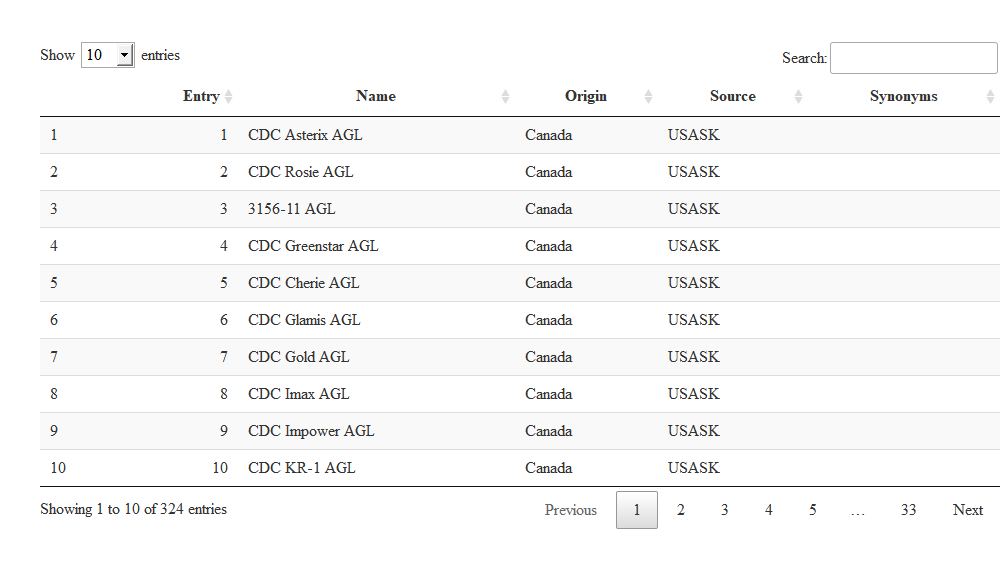 Show 10 entries Search:
Entry Name Origin Source Synonyms
1 1 CDC Asterix AGL Canada USASK
2 2 CDC Rosie AGL Canada USASK
3 3 3156-11 AGL Canada USASK
4 4 CDC Greenstar AGL Canada USASK
5 5 CDC Cherie AGL Canada USASK
6 6 CDC Glamis AGL Canada USASK
7 7 CDC Gold AGL Canada USASK
8 8 CDC Imax AGL Canada USASK
9 9 CDC Impower AGL Canada USASK
10 10 CDC KR-1 AGL Canada USASK
Showing 1 to 10 of 324 entries Previous 1 2 3 4 5 … 33 Next